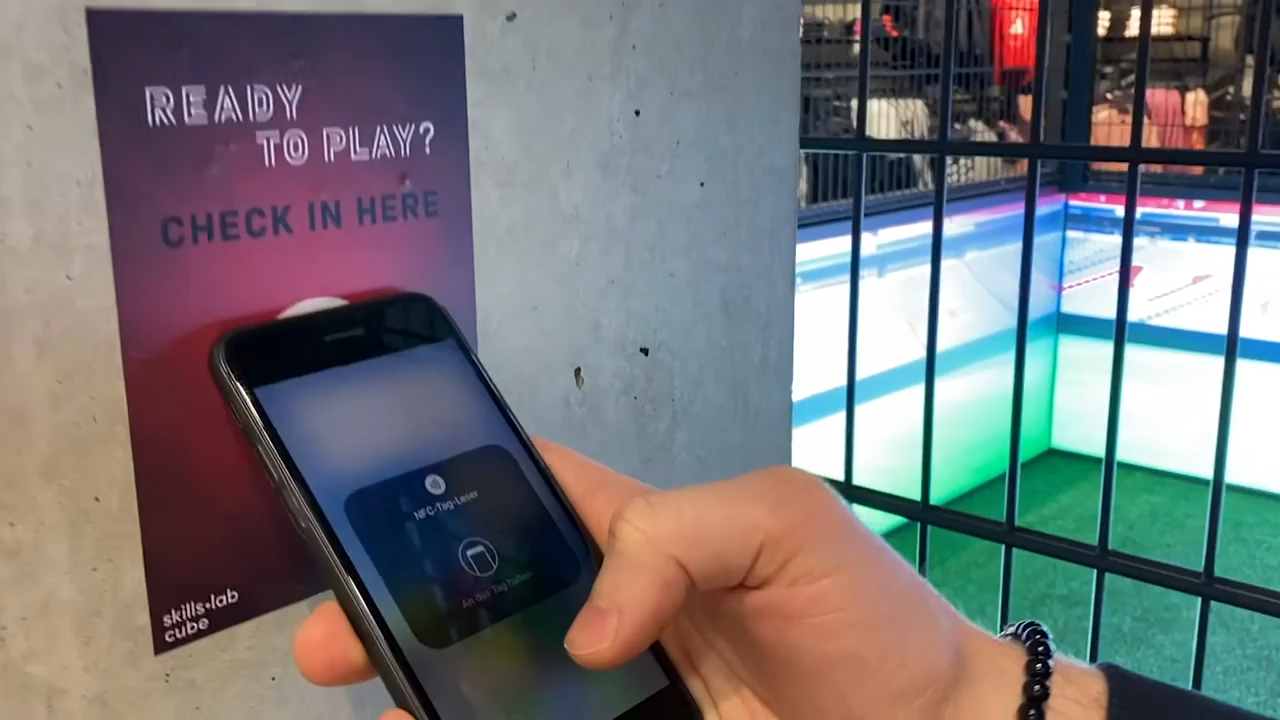 READY
TO PLAY?
CHECK IN HERE
NFC-Tag-Leser
An das Tag halten
skills•lab
cube